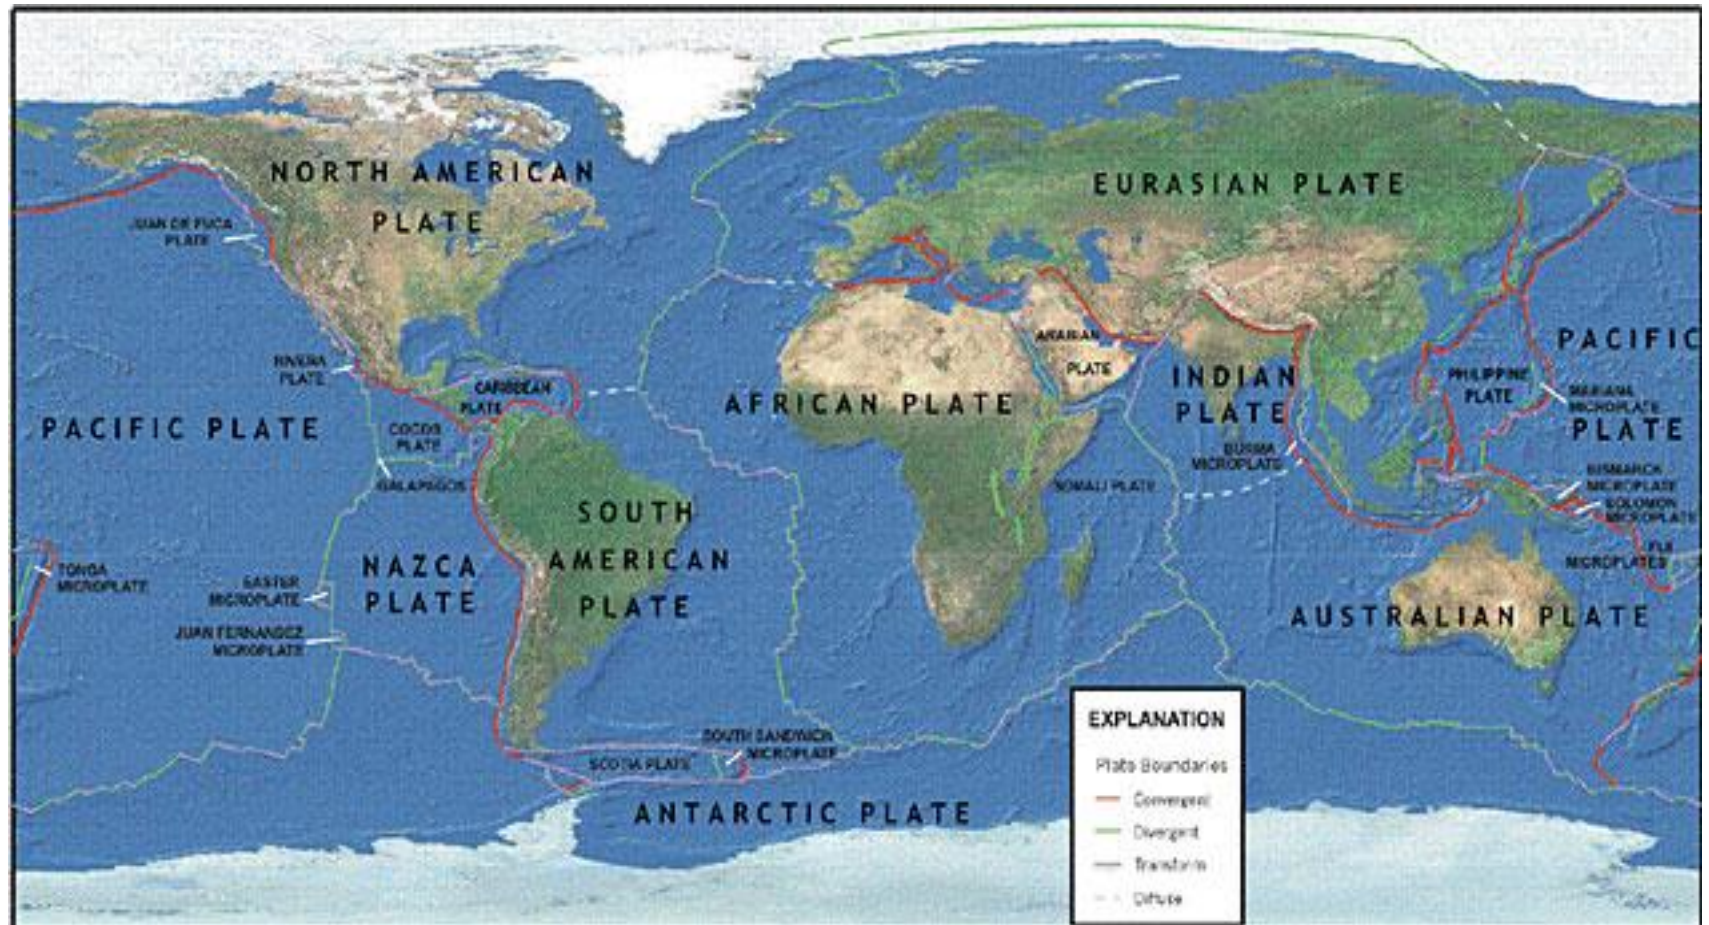 NORTH AMERICAN
PLATE
EURASIAN PLATE
JUAN DE FUCA
PLATE
ARABIAN
PLATE
PACIFIC
PLATE
RIVERA
PLATE
CARIBBEAN
PLATE
INDIAN
PLATE
PHILIPPINE
PLATE
MARIANA
MICROPLATE
AFRICAN PLATE
PACIFIC PLATE
COCOS
PLATE
BURMA
MICROPLATE
GALAPAGOS
SOMALI PLATE
BISMARCK
MICROPLATE
SOLOMON
MICROPLATE
SOUTH
AMERICAN
PLATE
NAZCA
PLATE
TONGA
MICROPLATE
EASTER
MICROPLATE
FIJI
MICROPLATES
AUSTRALIAN PLATE
JUAN FERNANDEZ
MICROPLATE
SOUTH SANDWICH
MICROPLATE
SCOTIA PLATE
ANTARCTIC PLATE
EXPLANATION
Plate Boundaries
Convergent
Divergent
Transform
Diffuse